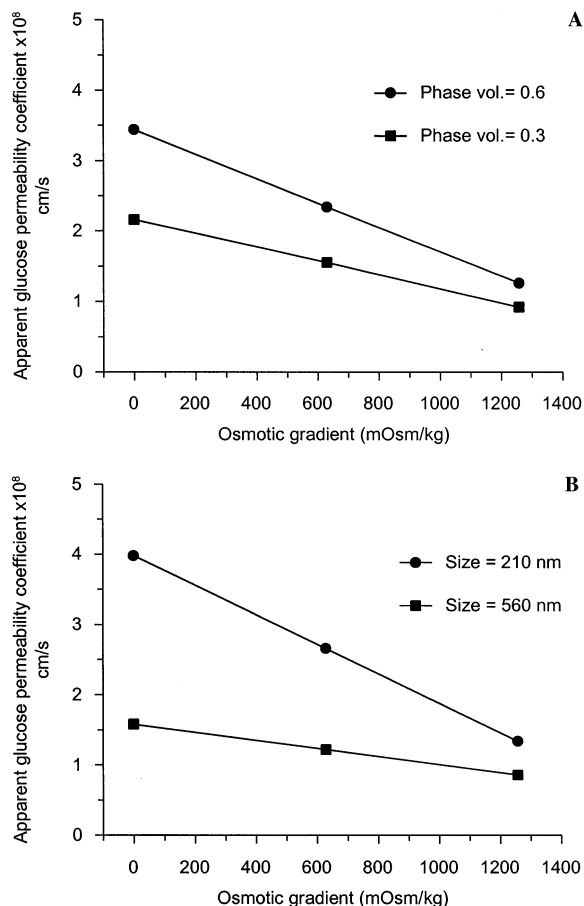 A
Apparent glucose permeability coefficient x10⁸
cm/s
5
4
3
2
1
0
Phase vol.= 0.6
Phase vol.= 0.3
0 200 400 600 800 1000 1200 1400
Osmotic gradient (mOsm/kg)
B
Apparent glucose permeability coefficient x10⁸
cm/s
5
4
3
2
1
0
Size = 210 nm
Size = 560 nm
0 200 400 600 800 1000 1200 1400
Osmotic gradient (mOsm/kg)